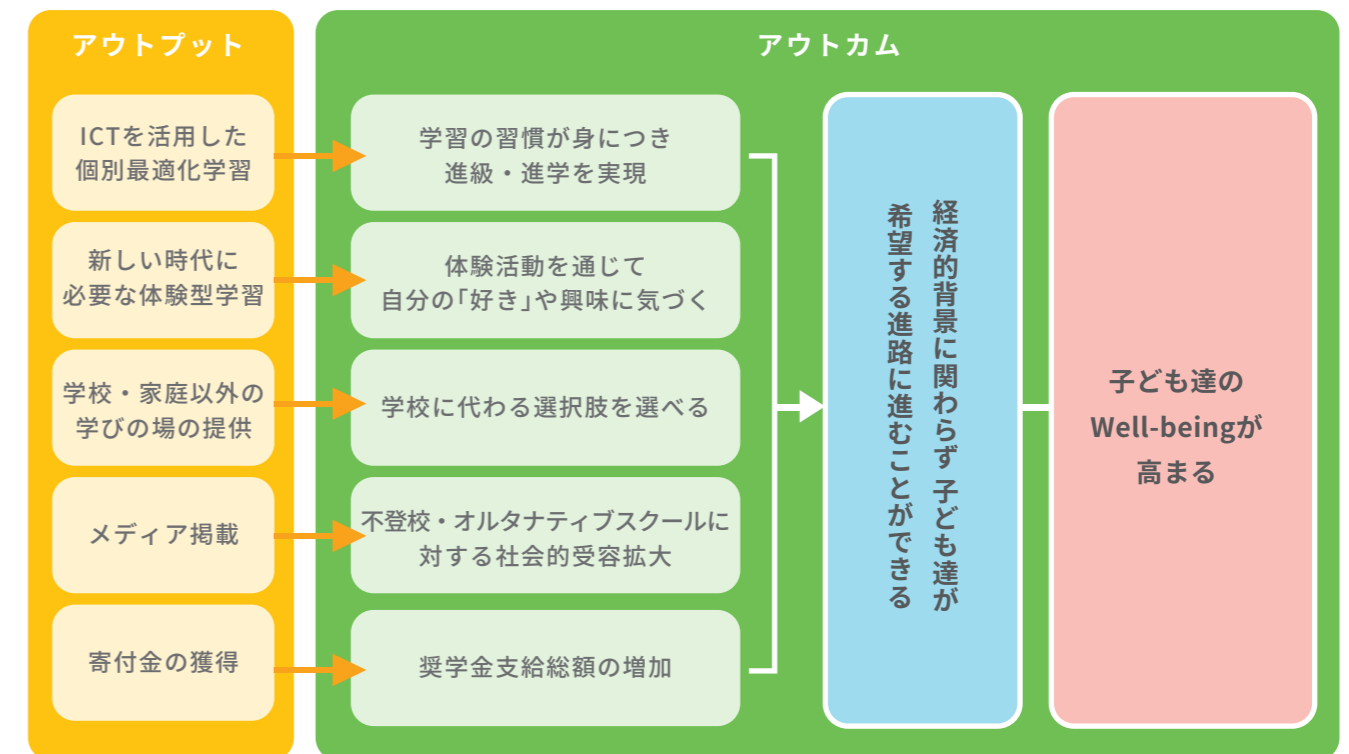 アウトプット
アウトカム
ICTを活用した
個別最適化学習
学習の習慣が身につき
進級・進学を実現
新しい時代に
必要な体験型学習
体験活動を通じて
自分の「好き」や興味に気づく
学校・家庭以外の
学びの場の提供
学校に代わる選択肢を選べる
メディア掲載
不登校・オルタナティブスクールに
対する社会的受容拡大
寄付金の獲得
奨学金支給総額の増加
経済的背景に関わらず 子ども達が
希望する進路に進むことができる
子ども達の
Well-beingが
高まる